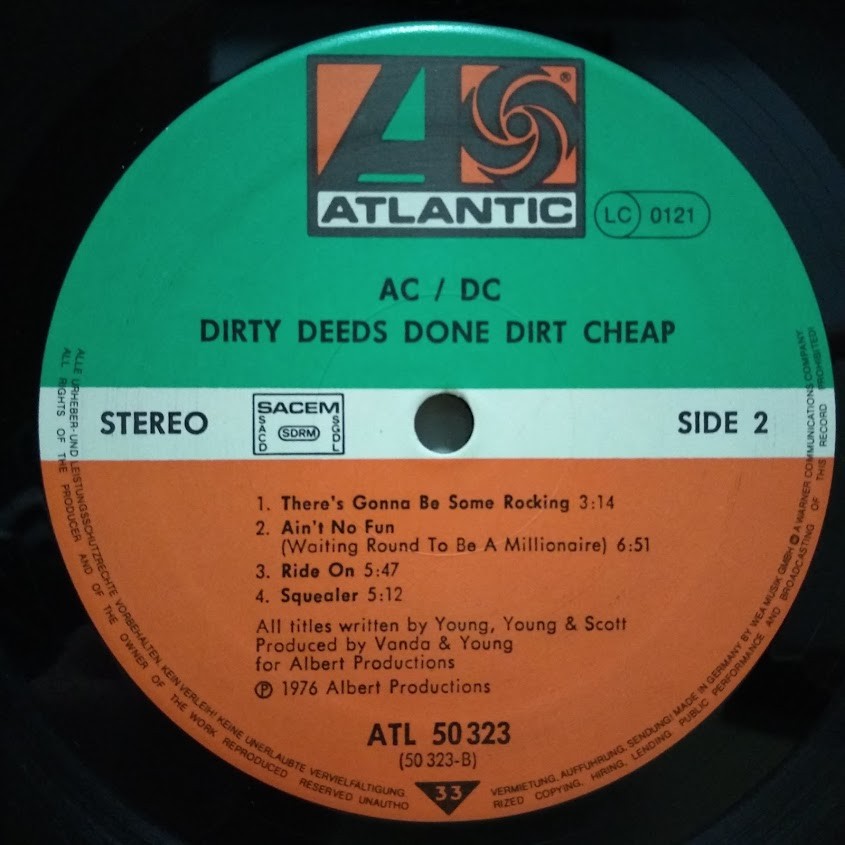 ®
ATLANTIC
LC 0121
AC / DC
DIRTY DEEDS DONE DIRT CHEAP
STEREO
SACEM
SACD
SDRM
SGDL
SIDE 2
1. There's Gonna Be Some Rocking 3:14
2. Ain't No Fun
(Waiting Round To Be A Millionaire) 6:51
3. Ride On 5:47
4. Squealer 5:12
All titles written by Young, Young & Scott
Produced by Vanda & Young
for Albert Productions
℗ 1976 Albert Productions
ATL 50 323
(50 323-B)
33
ALLE URHEBER- UND LEISTUNGSSCHUTZRECHTE VORBEHALTEN. KEIN VERLEIH! KEINE UNERLAUBTE VERVIELFÄLTIGUNG, VERMIETUNG, AUFFÜHRUNG, SENDUNG! MADE IN GERMANY BY WEA MUSIK GMBH A WARNER COMMUNICATIONS COMPANY
ALL RIGHTS OF THE PRODUCER AND OF THE OWNER OF THE WORK REPRODUCED RESERVED UNAUTHORIZED COPYING, HIRING, LENDING, PUBLIC PERFORMANCE AND BROADCASTING OF THIS RECORD PROHIBITED!